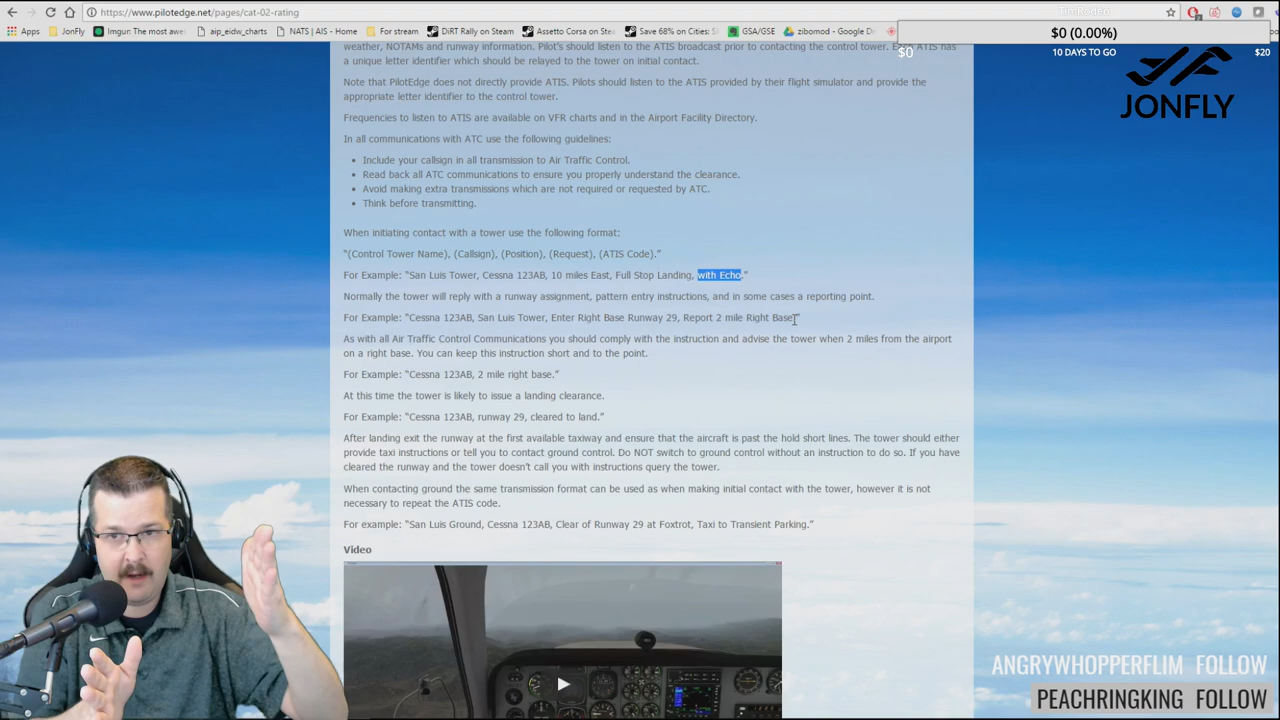 https://www.pilotedge.net/pages/cat-02-rating
TimRoden
Apps
JonFly
Imgur: The most awe
aip_eidw_charts
NATS | AIS - Home
For stream
DiRT Rally on Steam
Assetto Corsa on Ste
Save 68% on Cities: S
GSA/GSE
zibomod - Google D
$0 (0.00%)
$0
10 DAYS TO GO
$20
JONFLY
weather, NOTAMs and runway information. Pilot's should listen to the ATIS broadcast prior to contacting the control tower.
a unique letter identifier which should be relayed to the tower on initial contact.
Note that PilotEdge does not directly provide ATIS. Pilots should listen to the ATIS provided by their flight simulator and provide the
appropriate letter identifier to the control tower.
Frequencies to listen to ATIS are available on VFR charts and in the Airport Facility Directory.
In all communications with ATC use the following guidelines:
• Include your callsign in all transmission to Air Traffic Control.
• Read back all ATC communications to ensure you properly understand the clearance.
• Avoid making extra transmissions which are not required or requested by ATC.
• Think before transmitting.
When initiating contact with a tower use the following format:
“(Control Tower Name), (Callsign), (Position), (Request), (ATIS Code).”
For Example: “San Luis Tower, Cessna 123AB, 10 miles East, Full Stop Landing, with Echo.”
Normally the tower will reply with a runway assignment, pattern entry instructions, and in some cases a reporting point.
For Example: “Cessna 123AB, San Luis Tower, Enter Right Base Runway 29, Report 2 mile Right Base.”
As with all Air Traffic Control Communications you should comply with the instruction and advise the tower when 2 miles from the airport
on a right base. You can keep this instruction short and to the point.
For Example: “Cessna 123AB, 2 mile right base.”
At this time the tower is likely to issue a landing clearance.
For Example: “Cessna 123AB, runway 29, cleared to land.”
After landing exit the runway at the first available taxiway and ensure that the aircraft is past the hold short lines. The tower should either
provide taxi instructions or tell you to contact ground control. Do NOT switch to ground control without an instruction to do so. If you have
cleared the runway and the tower doesn’t call you with instructions query the tower.
When contacting ground the same transmission format can be used as when making initial contact with the tower, however it is not
necessary to repeat the ATIS code.
For example: “San Luis Ground, Cessna 123AB, Clear of Runway 29 at Foxtrot, Taxi to Transient Parking.”
Video
ANGRYWHOPPERFLIM FOLLOW
PEACHRINGKING FOLLOW